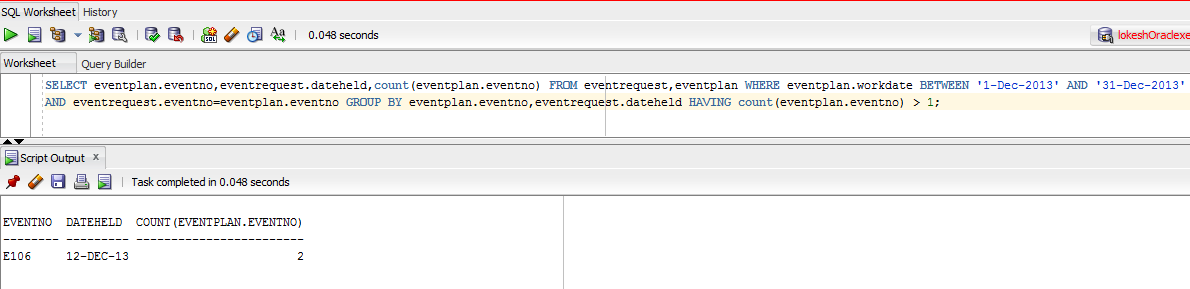 SQL Worksheet History
0.048 seconds
lokeshOraclexe
Worksheet Query Builder
SELECT eventplan.eventno,eventrequest.dateheld,count(eventplan.eventno) FROM eventrequest,eventplan WHERE eventplan.workdate BETWEEN '1-Dec-2013' AND '31-Dec-2013'
AND eventrequest.eventno=eventplan.eventno GROUP BY eventplan.eventno,eventrequest.dateheld HAVING count(eventplan.eventno) > 1;
Script Output x
Task completed in 0.048 seconds
EVENTNO DATEHELD COUNT(EVENTPLAN.EVENTNO)
-------- --------- ------------------------
E106 12-DEC-13 2